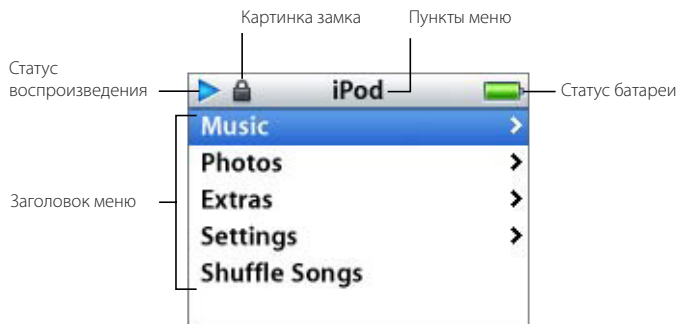 Картинка замка
Пункты меню
Статус
воспроизведения
iPod
Статус батареи
Music
Photos
Extras
Settings
Shuffle Songs
Заголовок меню